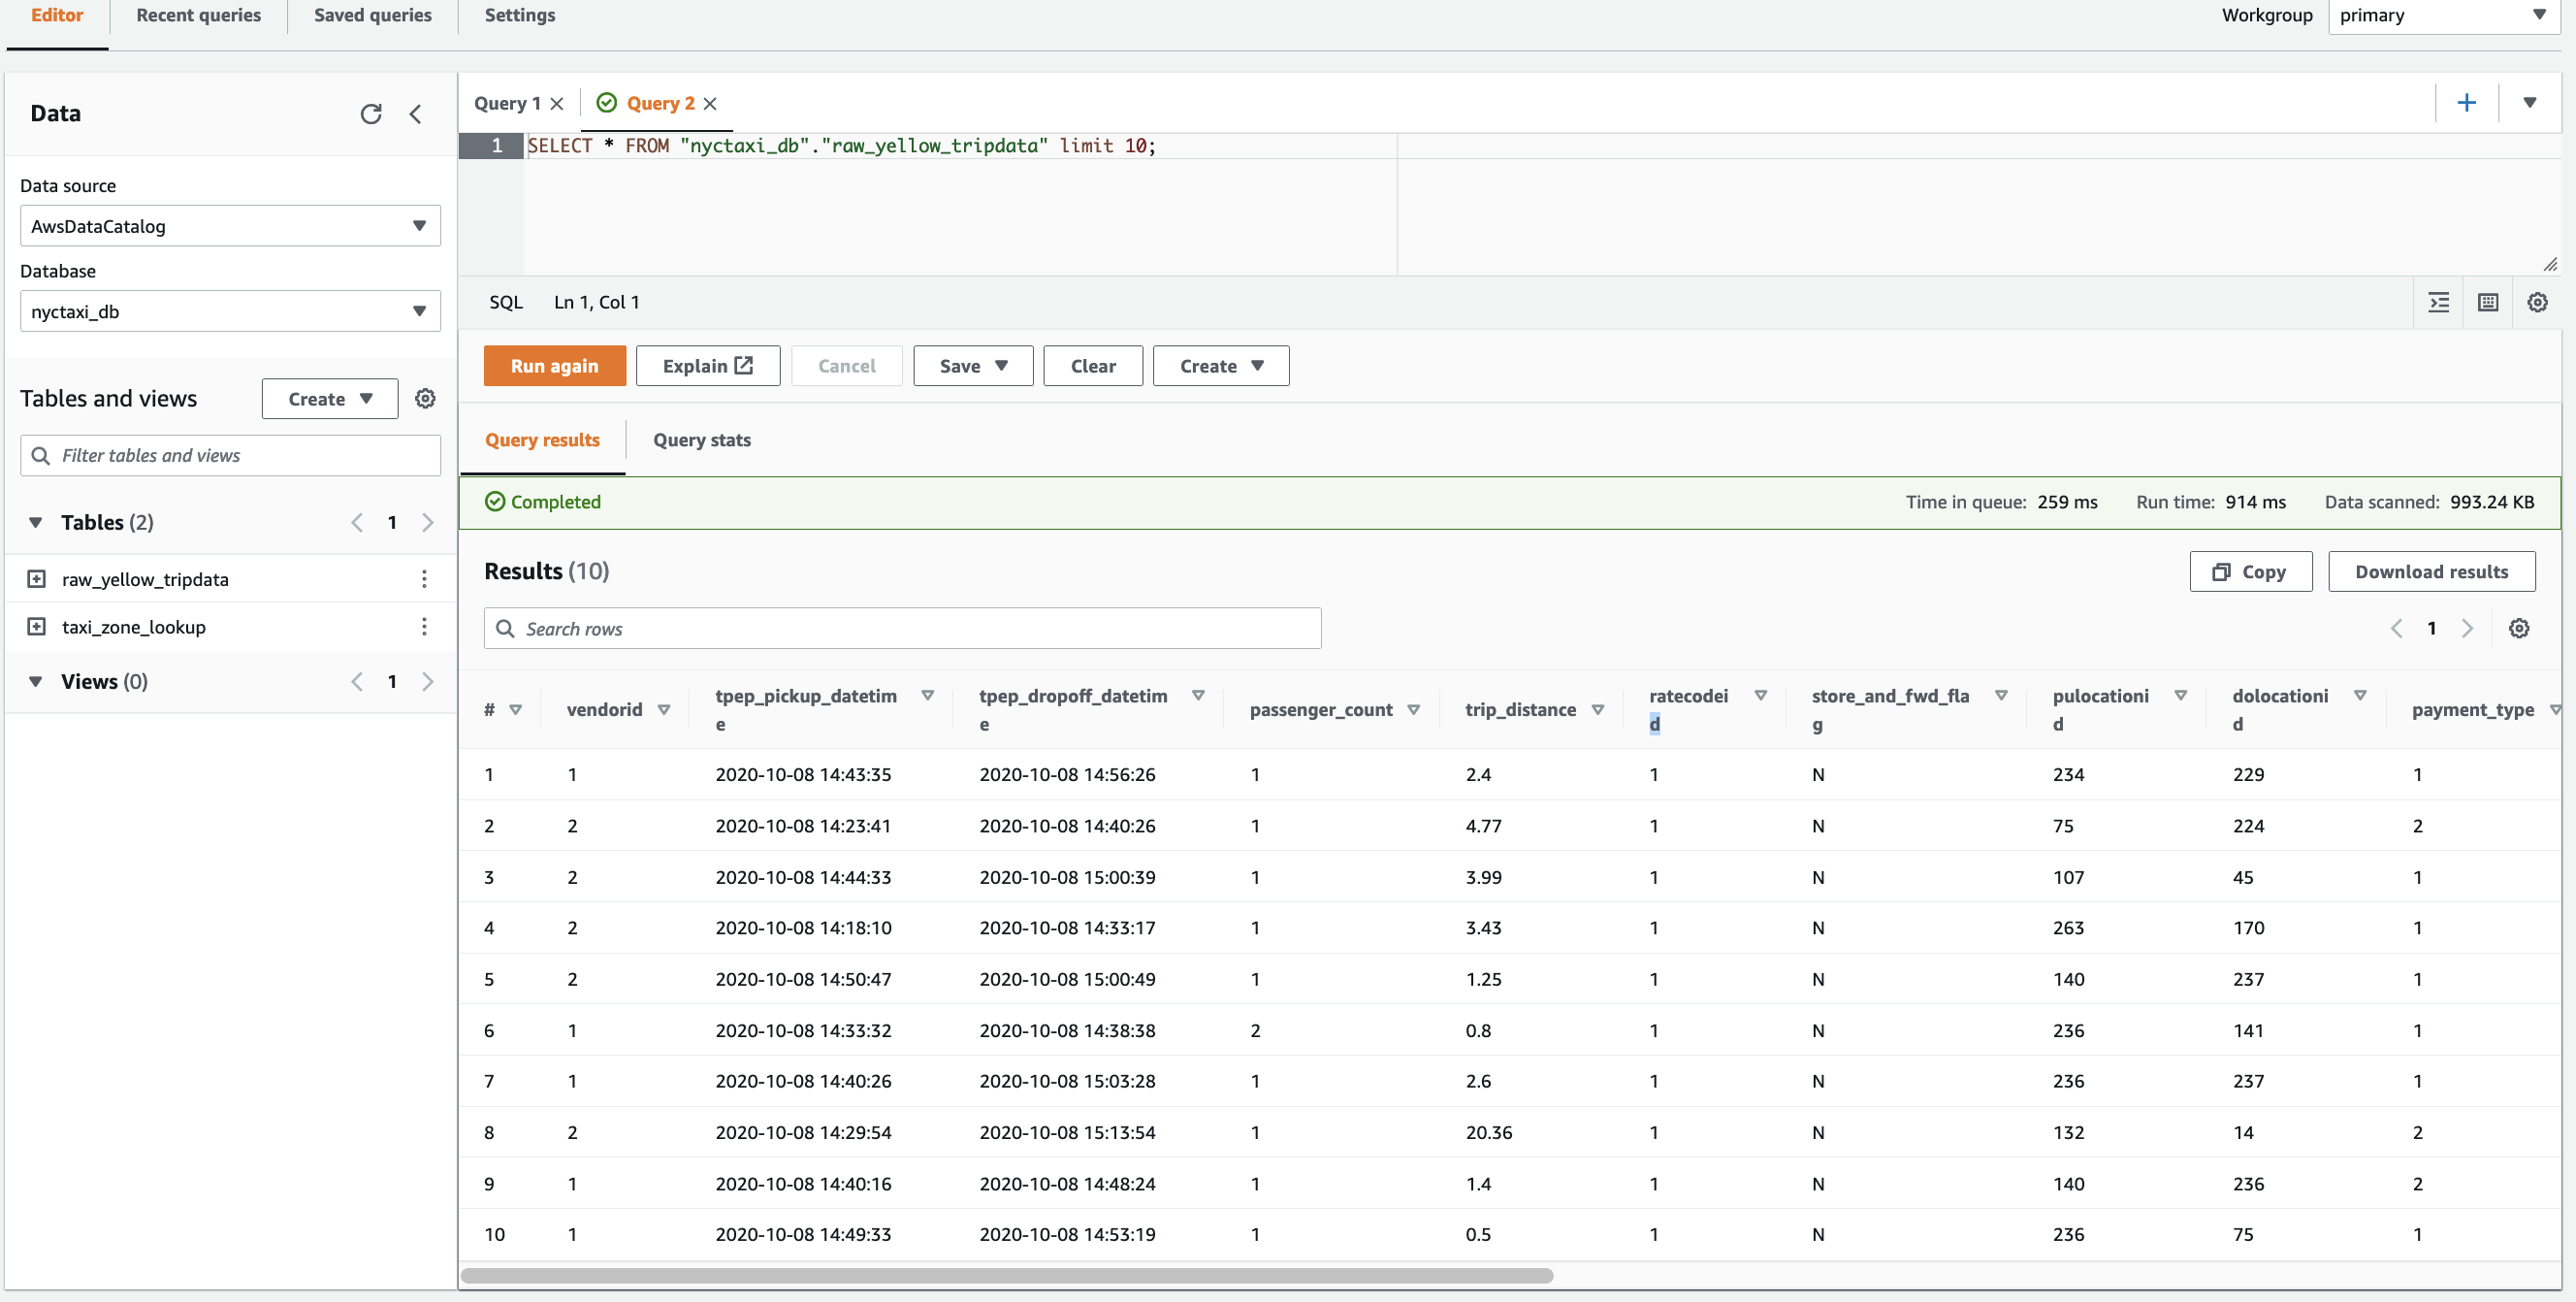 Editor Recent queries Saved queries Settings Workgroup primary
Data
Data source
AwsDataCatalog
Database
nyctaxi_db
Tables and views Create
Filter tables and views
Tables (2) 1
raw_yellow_tripdata
taxi_zone_lookup
Views (0) 1
Query 1 Query 2
1 SELECT * FROM "nyctaxi_db"."raw_yellow_tripdata" limit 10;
SQL Ln 1, Col 1
Run again Explain Cancel Save Clear Create
Query results Query stats
Completed Time in queue: 259 ms Run time: 914 ms Data scanned: 993.24 KB
Results (10) Copy Download results
Search rows 1
# vendorid tpep_pickup_datetim tpep_dropoff_datetim passenger_count trip_distance ratecodei store_and_fwd_fla pulocationi dolocationi payment_type
e e d g d d
1 1 2020-10-08 14:43:35 2020-10-08 14:56:26 1 2.4 1 N 234 229 1
2 2 2020-10-08 14:23:41 2020-10-08 14:40:26 1 4.77 1 N 75 224 2
3 2 2020-10-08 14:44:33 2020-10-08 15:00:39 1 3.99 1 N 107 45 1
4 2 2020-10-08 14:18:10 2020-10-08 14:33:17 1 3.43 1 N 263 170 1
5 2 2020-10-08 14:50:47 2020-10-08 15:00:49 1 1.25 1 N 140 237 1
6 1 2020-10-08 14:33:32 2020-10-08 14:38:38 2 0.8 1 N 236 141 1
7 1 2020-10-08 14:40:26 2020-10-08 15:03:28 1 2.6 1 N 236 237 1
8 2 2020-10-08 14:29:54 2020-10-08 15:13:54 1 20.36 1 N 132 14 2
9 1 2020-10-08 14:40:16 2020-10-08 14:48:24 1 1.4 1 N 140 236 2
10 1 2020-10-08 14:49:33 2020-10-08 14:53:19 1 0.5 1 N 236 75 1